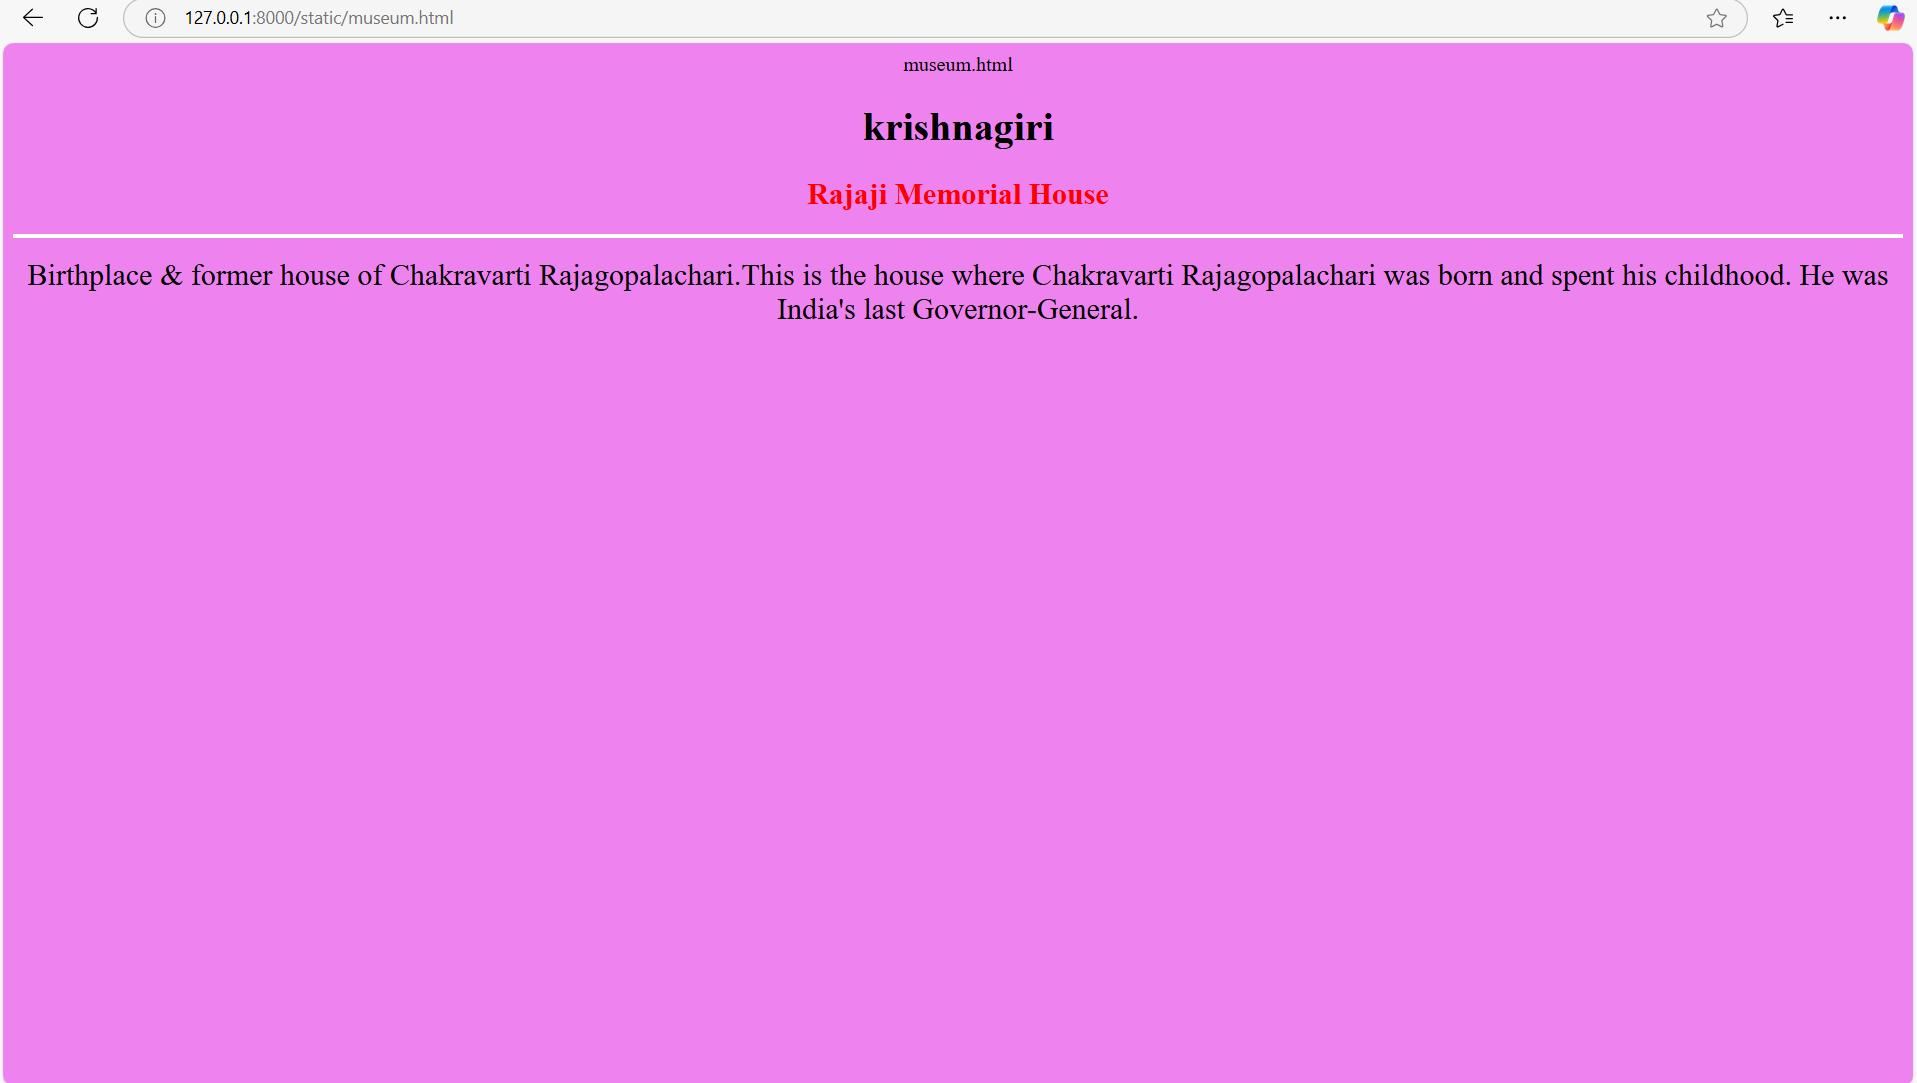 127.0.0.1:8000/static/museum.html
museum.html
krishnagiri
Rajaji Memorial House
Birthplace & former house of Chakravarti Rajagopalachari.This is the house where Chakravarti Rajagopalachari was born and spent his childhood. He was
India's last Governor-General.